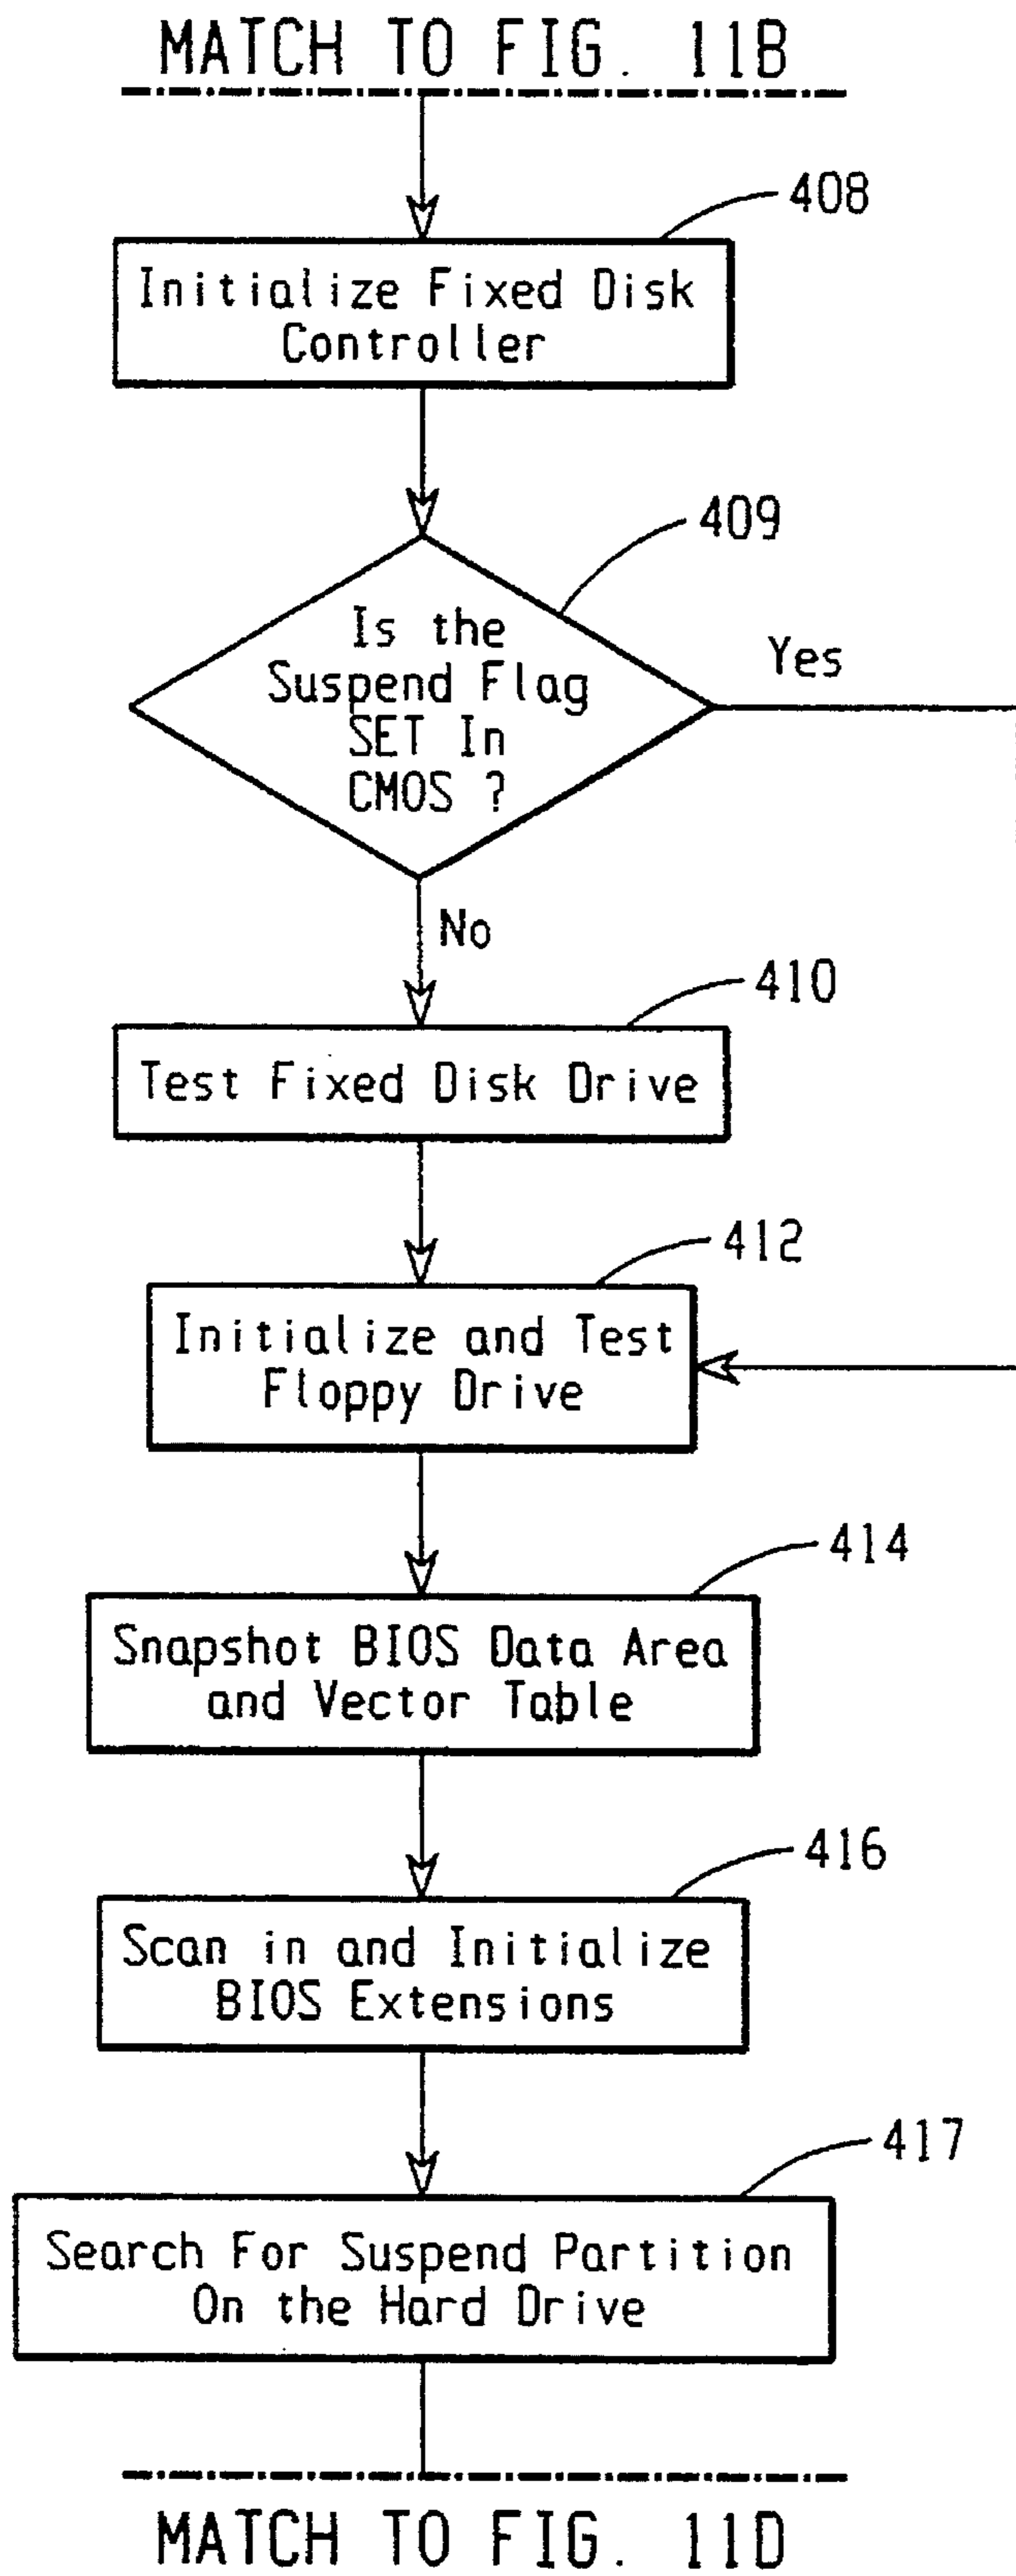 MATCH TO FIG. 11B
408
Initialize Fixed Disk
Controller
409
Is the
Suspend Flag
SET In
CMOS ?
Yes
No
410
Test Fixed Disk Drive
412
Initialize and Test
Floppy Drive
414
Snapshot BIOS Data Area
and Vector Table
416
Scan in and Initialize
BIOS Extensions
417
Search For Suspend Partition
On the Hard Drive
MATCH TO FIG. 11D